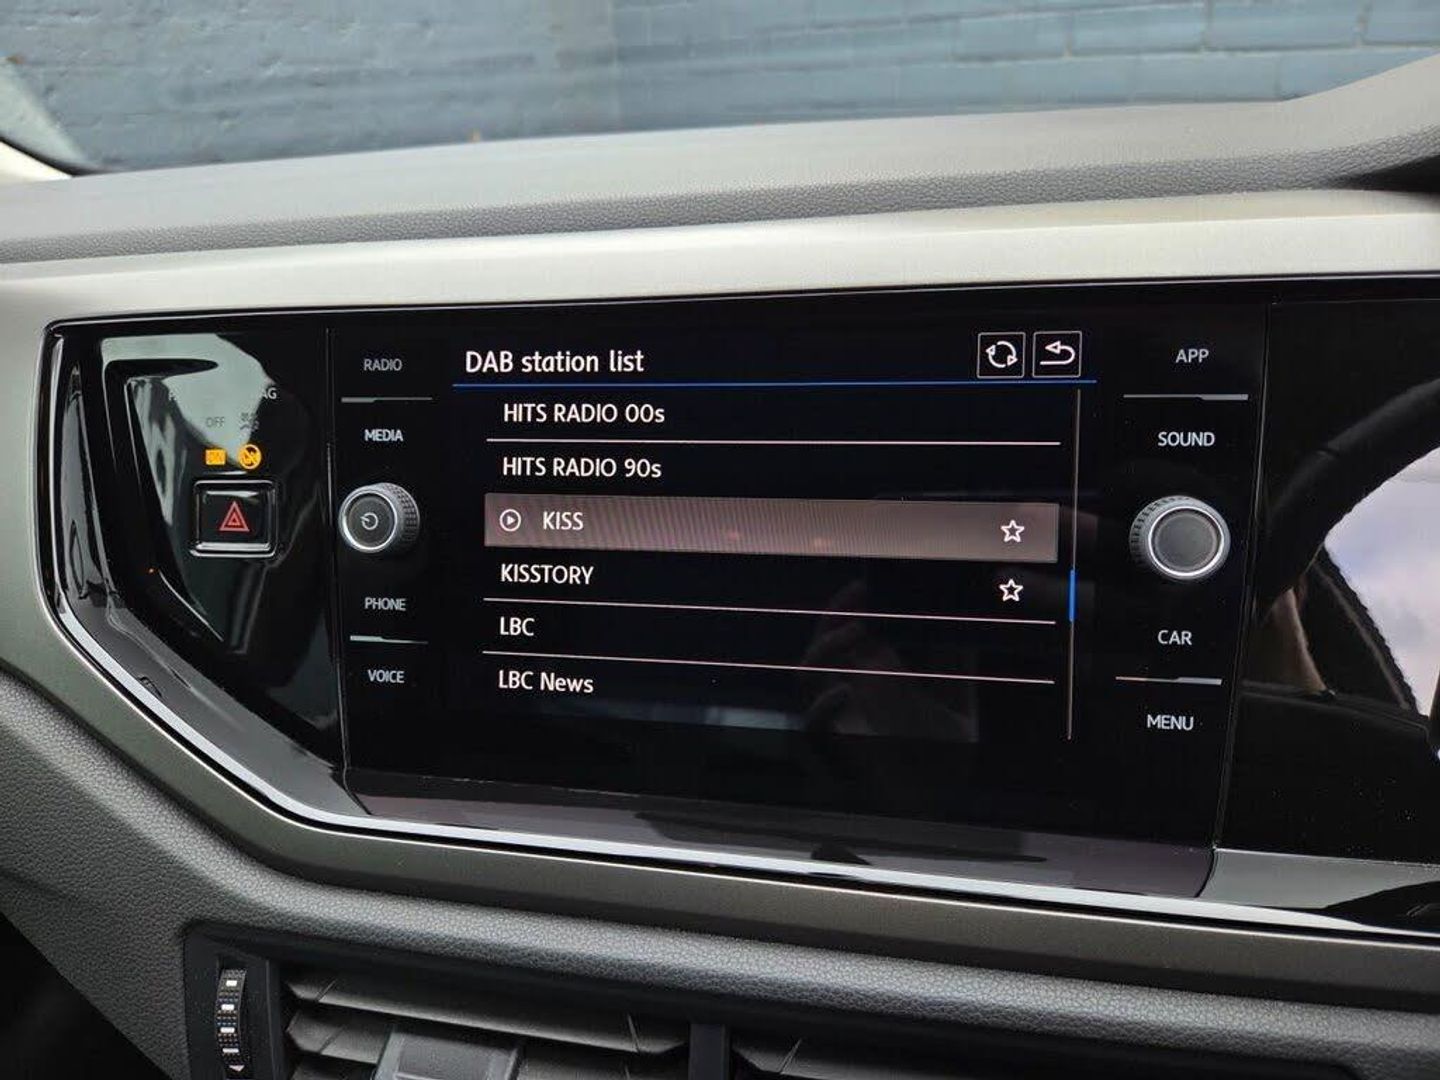 RADIO
DAB station list
APP
MEDIA
HITS RADIO 00s
SOUND
OFF
HITS RADIO 90s
ON
KISS
KISSTORY
PHONE
LBC
CAR
VOICE
LBC News
MENU